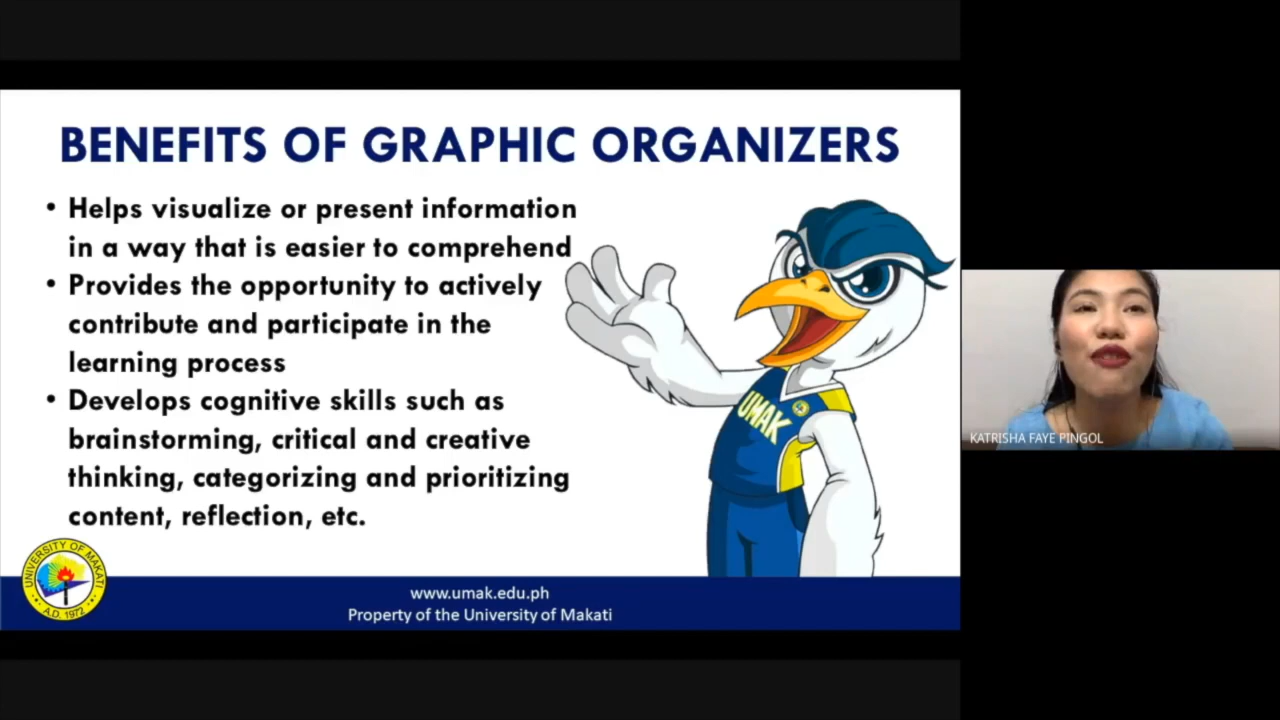 BENEFITS OF GRAPHIC ORGANIZERS
• Helps visualize or present information
in a way that is easier to comprehend
• Provides the opportunity to actively
contribute and participate in the
learning process
• Develops cognitive skills such as
brainstorming, critical and creative
thinking, categorizing and prioritizing
content, reflection, etc.
UMAK
UNIVERSITY OF MAKATI
A.D. 1972
www.umak.edu.ph
Property of the University of Makati
KATRISHA FAYE PINGOL